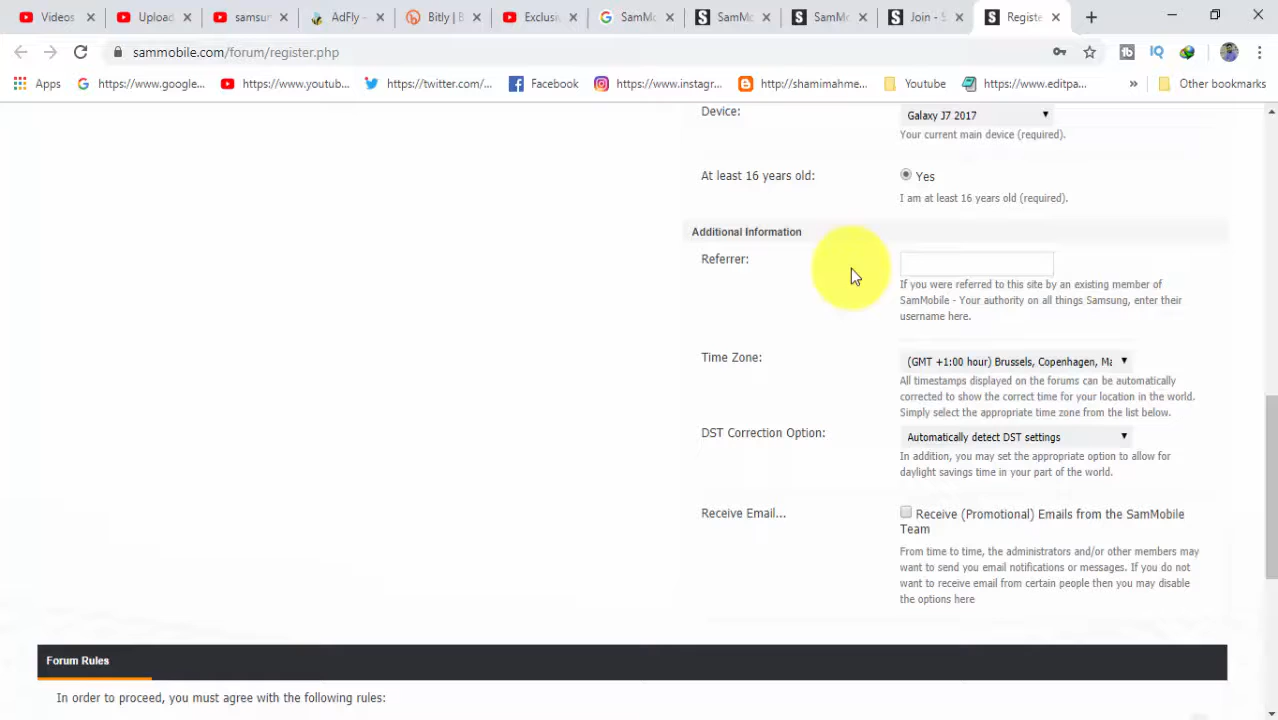 Videos
Upload
samsu
AdFly -
Bitly | B
Exclusiv
SamMo
SamMo
SamMo
Join - S
Registe
sammobile.com/forum/register.php
Apps
https://www.google...
https://www.youtub...
https://twitter.com/...
Facebook
https://www.instagr...
http://shamimahme...
Youtube
https://www.editpa...
»
Other bookmarks
Device:
Galaxy J7 2017
Your current main device (required).
At least 16 years old:
Yes
I am at least 16 years old (required).
Additional Information
Referrer:
If you were referred to this site by an existing member of
SamMobile - Your authority on all things Samsung, enter their
username here.
Time Zone:
(GMT +1:00 hour) Brussels, Copenhagen, Ma
All timestamps displayed on the forums can be automatically
corrected to show the correct time for your location in the world.
Simply select the appropriate time zone from the list below.
DST Correction Option:
Automatically detect DST settings
In addition, you may set the appropriate option to allow for
daylight savings time in your part of the world.
Receive Email...
Receive (Promotional) Emails from the SamMobile
Team
From time to time, the administrators and/or other members may
want to send you email notifications or messages. If you do not
want to receive email from certain people then you may disable
the options here
Forum Rules
In order to proceed, you must agree with the following rules: